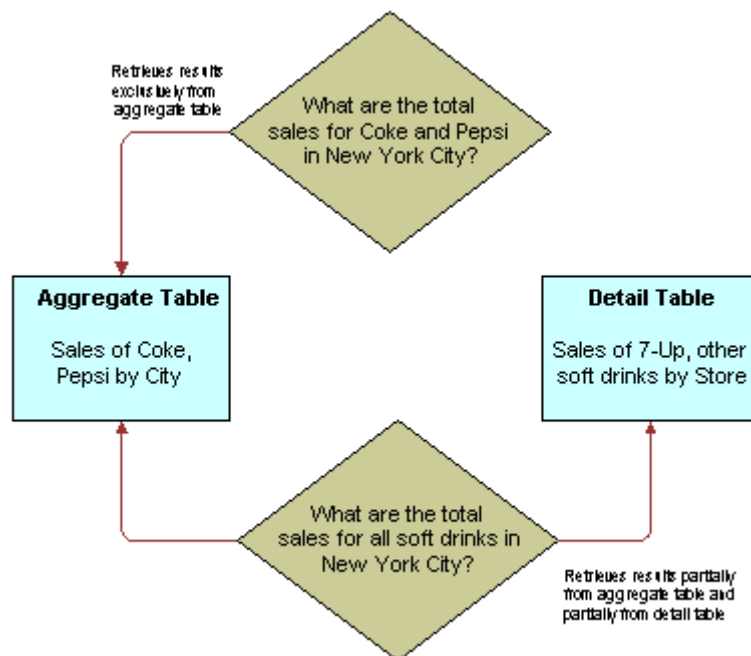 Retrieves results
exclusively from
aggregate table
What are the total
sales for Coke and Pepsi
in New York City?
Aggregate Table
Sales of Coke,
Pepsi by City
Detail Table
Sales of 7-Up, other
soft drinks by Store
What are the total
sales for all soft drinks in
New York City?
Retrieves results partially
from aggregate table and
partially from detail table